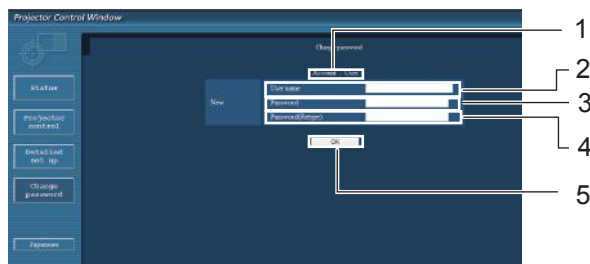 Projector Control Window
Change password
Account : User
Status
User name
New
Password
Projector control
Password(Retype)
OK
Detailed set up
Change password
Japanese
1
2
3
4
5